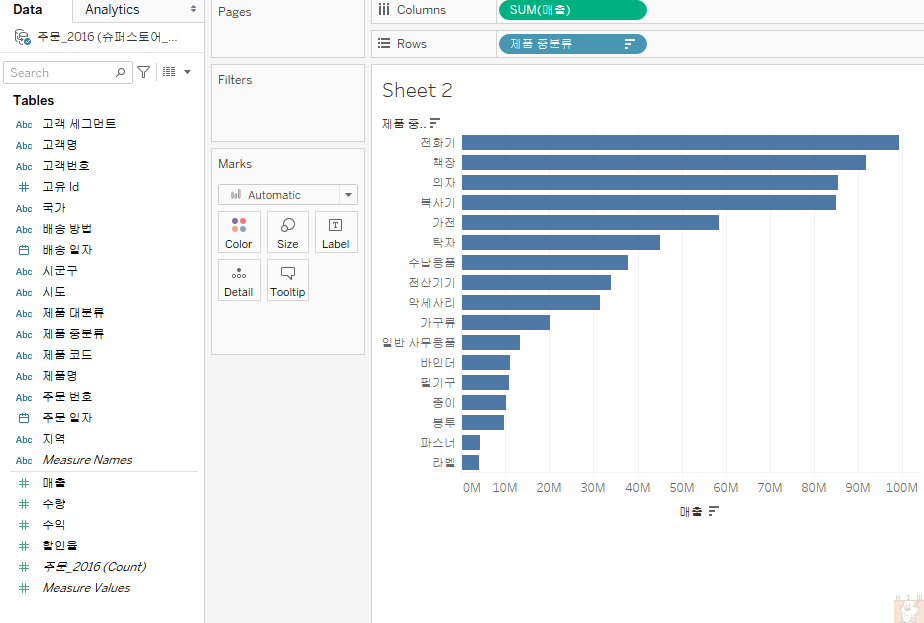 Data
Analytics
주문_2016 (슈퍼스토어_...
Search
Tables
Abc 고객 세그먼트
Abc 고객명
Abc 고객번호
# 고유 Id
Abc 국가
Abc 배송 방법
배송 일자
Abc 시군구
Abc 시도
Abc 제품 대분류
Abc 제품 중분류
Abc 제품 코드
Abc 제품명
Abc 주문 번호
주문 일자
Abc 지역
Abc Measure Names
# 매출
# 수량
# 수익
# 할인율
# 주문_2016 (Count)
# Measure Values
Pages
Filters
Marks
Automatic
Color Size Label
Detail Tooltip
Columns SUM(매출)
Rows 제품 중분류
Sheet 2
제품 중..
전화기
책장
의자
복사기
가전
탁자
수납용품
전산기기
액세사리
가구류
일반 사무용품
바인더
필기구
종이
봉투
파스너
라벨
0M 10M 20M 30M 40M 50M 60M 70M 80M 90M 100M
매출